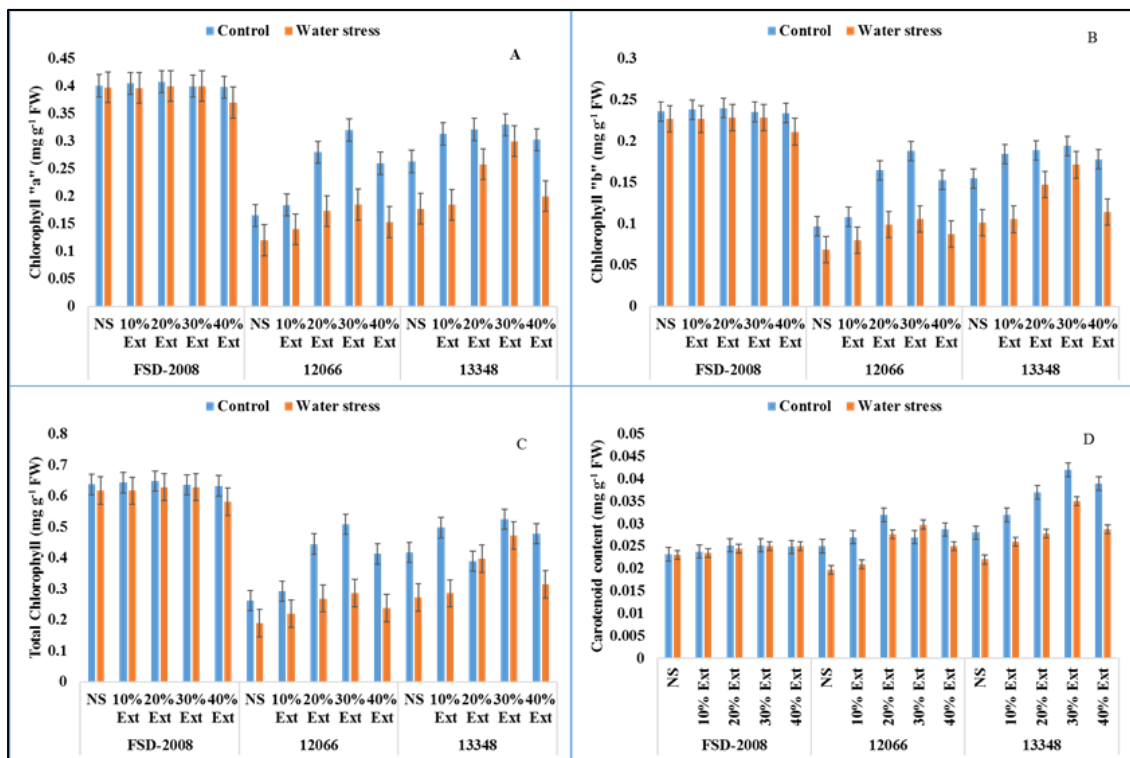 Control Water stress
A
Chlorophyll "a" (mg g-1 FW)
0.45
0.4
0.35
0.3
0.25
0.2
0.15
0.1
0.05
0
NS 10% 20% 30% 40% NS 10% 20% 30% 40% NS 10% 20% 30% 40%
Ext Ext Ext Ext Ext Ext Ext Ext Ext Ext Ext Ext
FSD-2008 12066 13348
Control Water stress
B
Chhlorophyll "b" (mg g-1 FW)
0.3
0.25
0.2
0.15
0.1
0.05
0
NS 10% 20% 30% 40% NS 10% 20% 30% 40% NS 10% 20% 30% 40%
Ext Ext Ext Ext Ext Ext Ext Ext Ext Ext Ext Ext
FSD-2008 12066 13348
Control Water stress
C
Total Chlorophyll (mg g-1 FW)
0.8
0.7
0.6
0.5
0.4
0.3
0.2
0.1
0
NS 10% 20% 30% 40% NS 10% 20% 30% 40% NS 10% 20% 30% 40%
Ext Ext Ext Ext Ext Ext Ext Ext Ext Ext Ext Ext
FSD-2008 12066 13348
Control Water stress
D
Carotenoid content (mg g-1 FW)
0.05
0.045
0.04
0.035
0.03
0.025
0.02
0.015
0.01
0.005
0
NS 10% Ext 20% Ext 30% Ext 40% Ext NS 10% Ext 20% Ext 30% Ext 40% Ext NS 10% Ext 20% Ext 30% Ext 40% Ext
FSD-2008 12066 13348